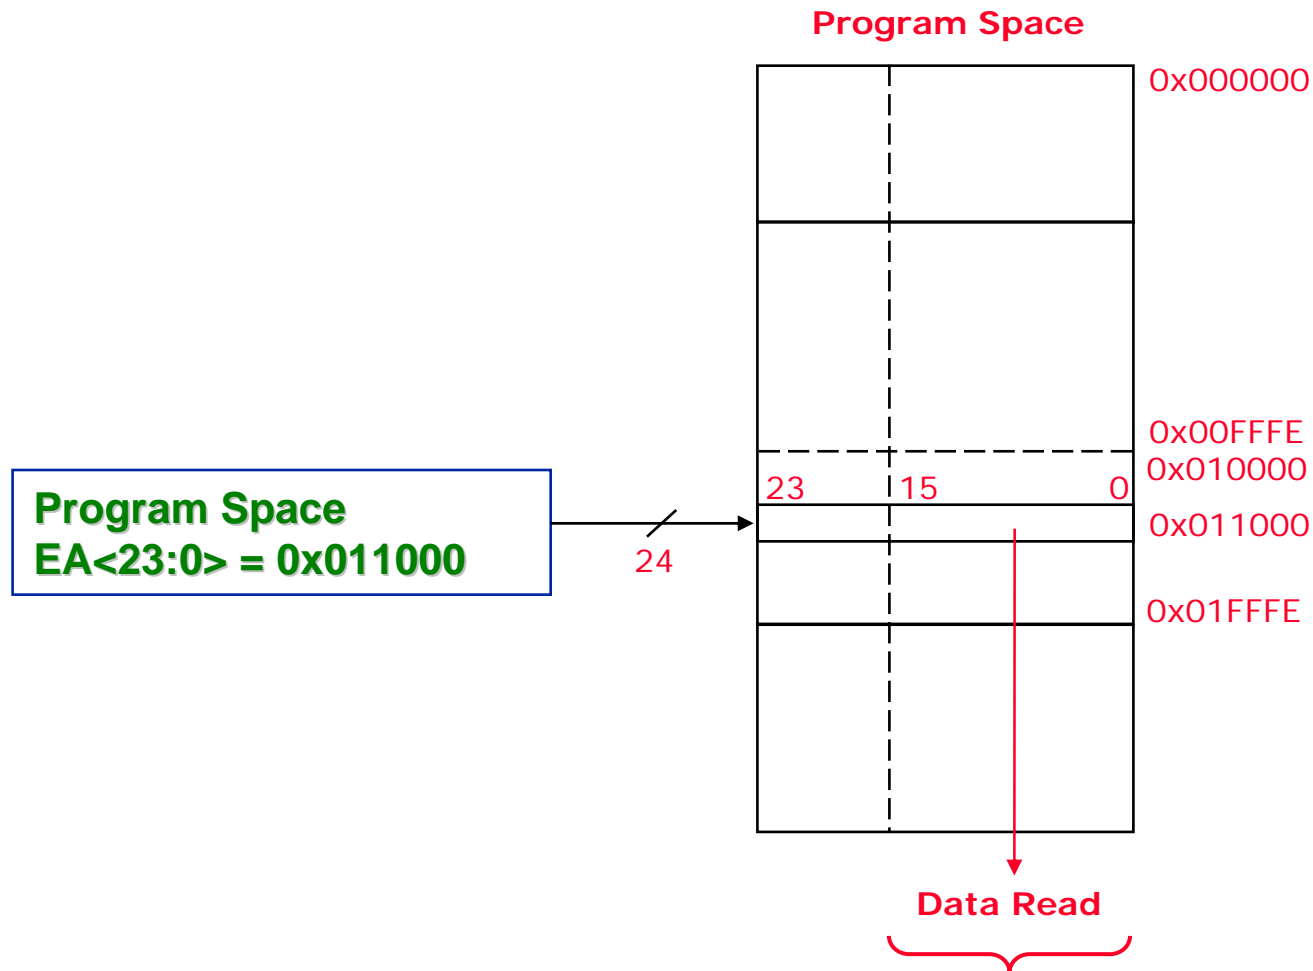 Program Space
0x000000
0x00FFFE
0x010000
23 15 0
Program Space
EA<23:0> = 0x011000
24
0x011000
0x01FFFE
Data Read